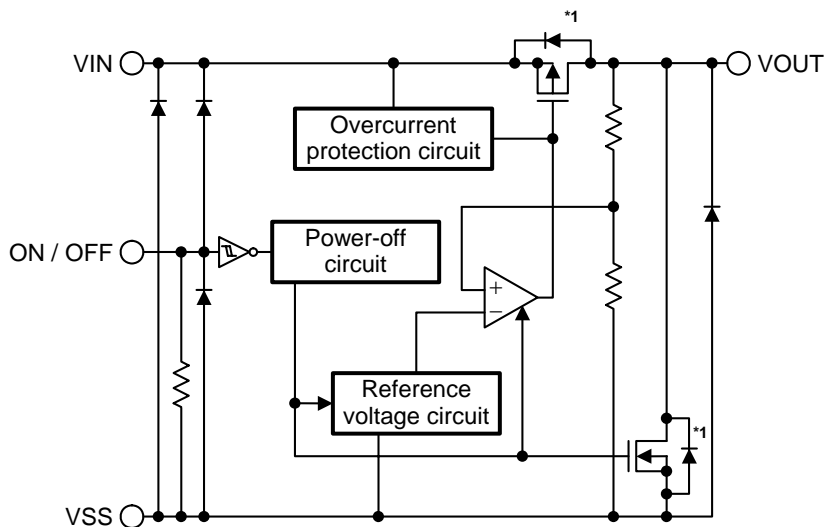 *1
VIN
VOUT
Overcurrent
protection circuit
ON / OFF
Power-off
circuit
+
−
Reference
voltage circuit
*1
VSS